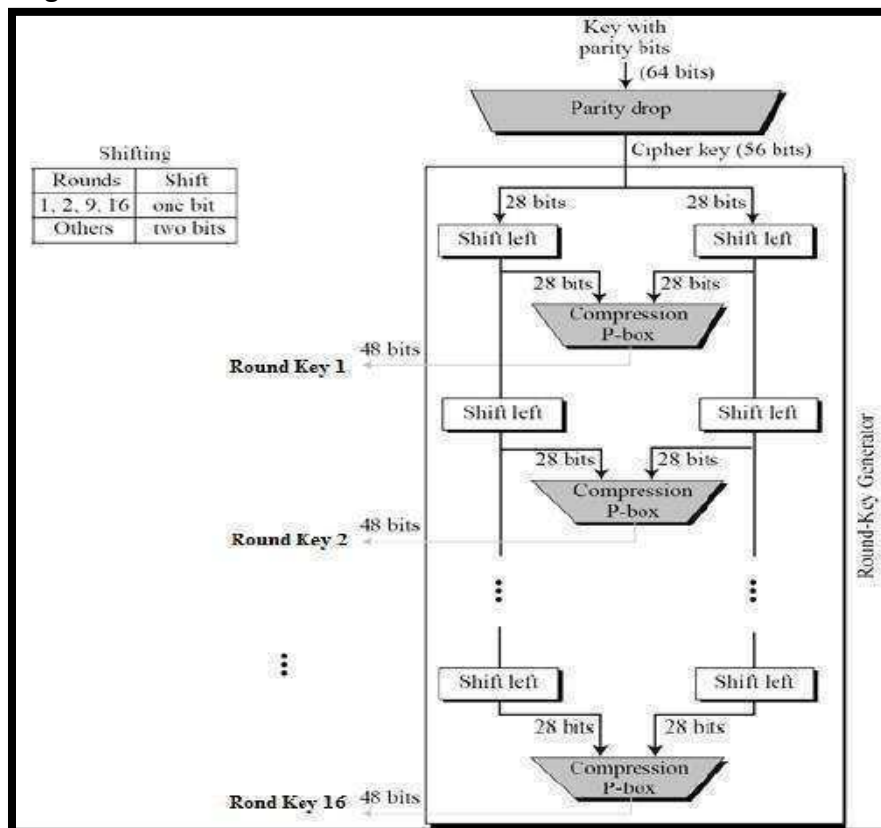 Key with
parity bits
(64 bits)
Parity drop
Cipher key (56 bits)
Shifting
Rounds Shift
1, 2, 9, 16 one bit
Others two bits
28 bits 28 bits
Shift left Shift left
28 bits 28 bits
Compression
P-box
48 bits
Round Key 1
Shift left Shift left
28 bits 28 bits
Compression
P-box
48 bits
Round Key 2
Round-Key Generator
Shift left Shift left
28 bits 28 bits
Compression
P-box
Rond Key 16 48 bits